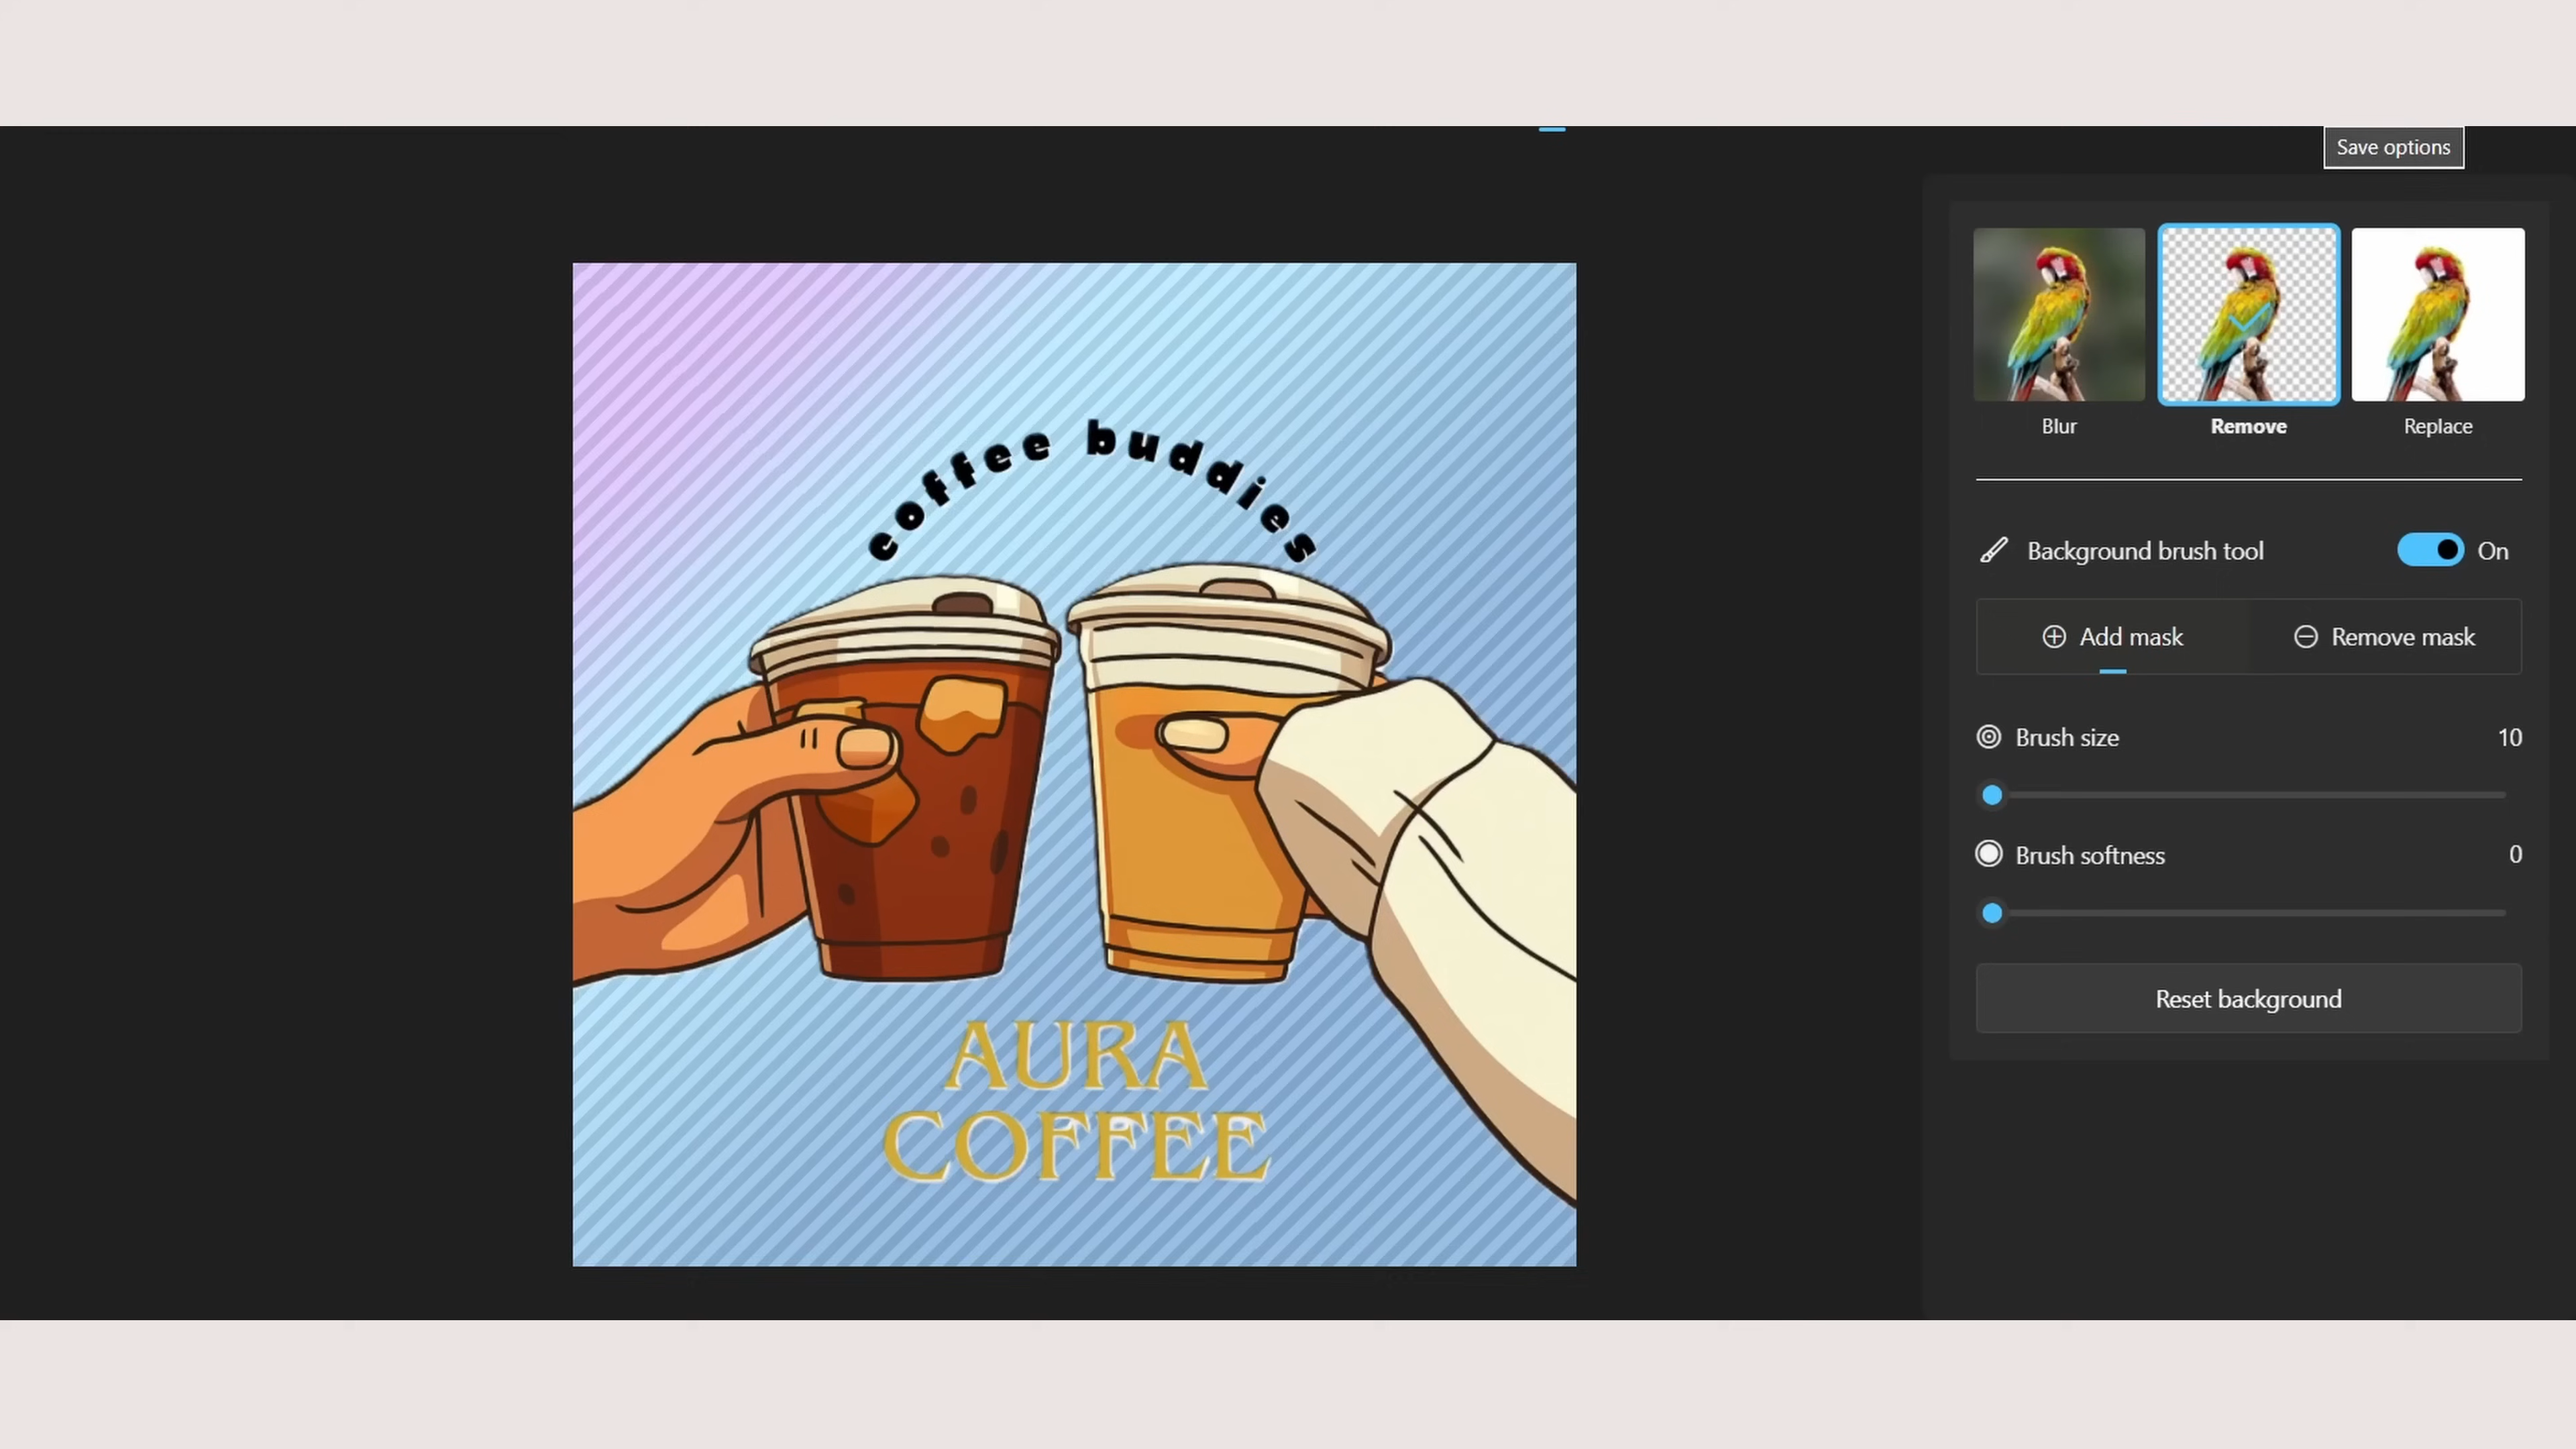 Save options
Blur
Remove
Replace
Background brush tool
On
Add mask
Remove mask
Brush size
10
Brush softness
0
Reset background
coffee buddies
AURA
COFFEE